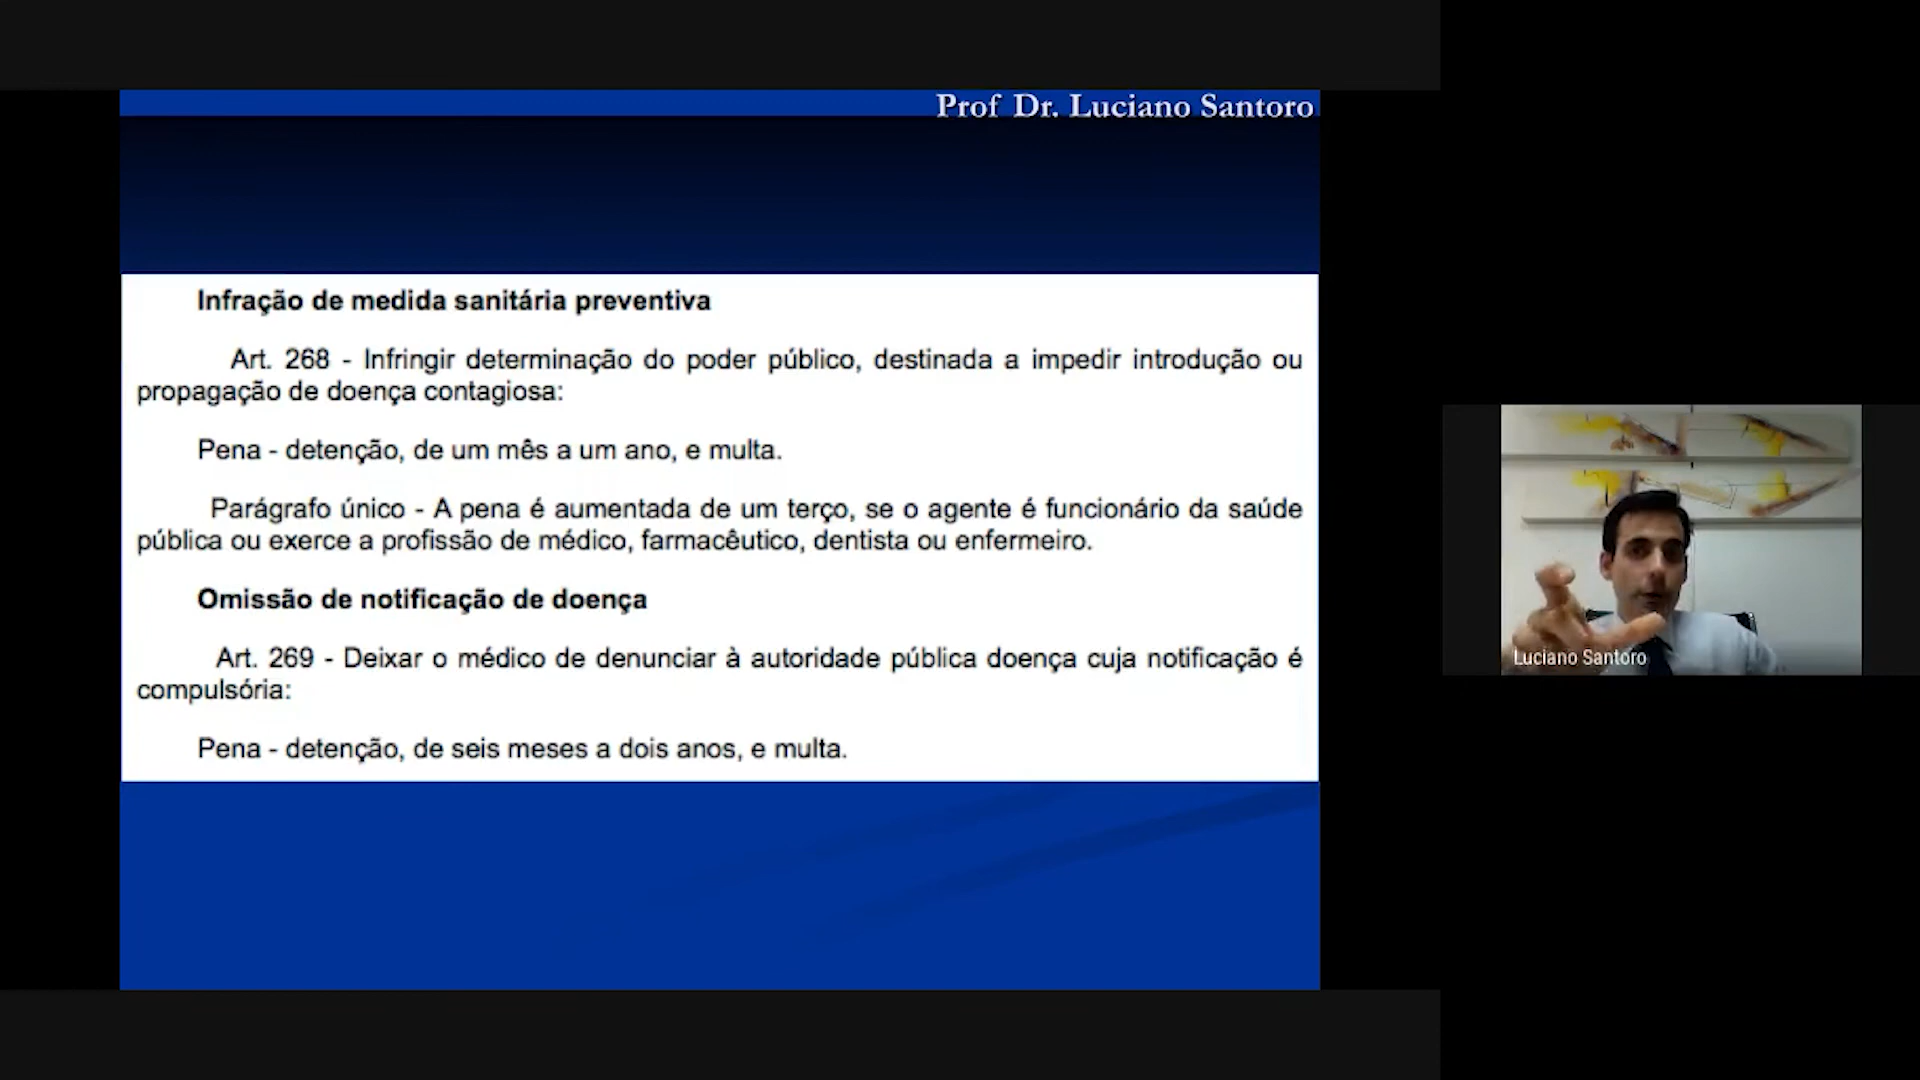 Prof Dr. Luciano Santoro
Infração de medida sanitária preventiva
Art. 268 - Infringir determinação do poder público, destinada a impedir introdução ou
propagação de doença contagiosa:
Pena - detenção, de um mês a um ano, e multa.
Parágrafo único - A pena é aumentada de um terço, se o agente é funcionário da saúde
pública ou exerce a profissão de médico, farmacêutico, dentista ou enfermeiro.
Omissão de notificação de doença
Art. 269 - Deixar o médico de denunciar à autoridade pública doença cuja notificação é
compulsória:
Pena - detenção, de seis meses a dois anos, e multa.
Luciano Santoro